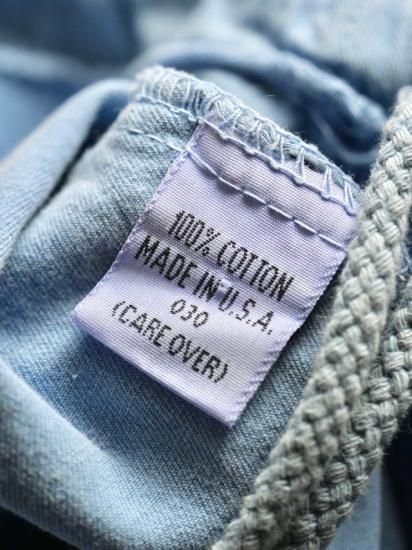 100% COTTON
MADE IN U.S.A.
030
(CARE OVER)